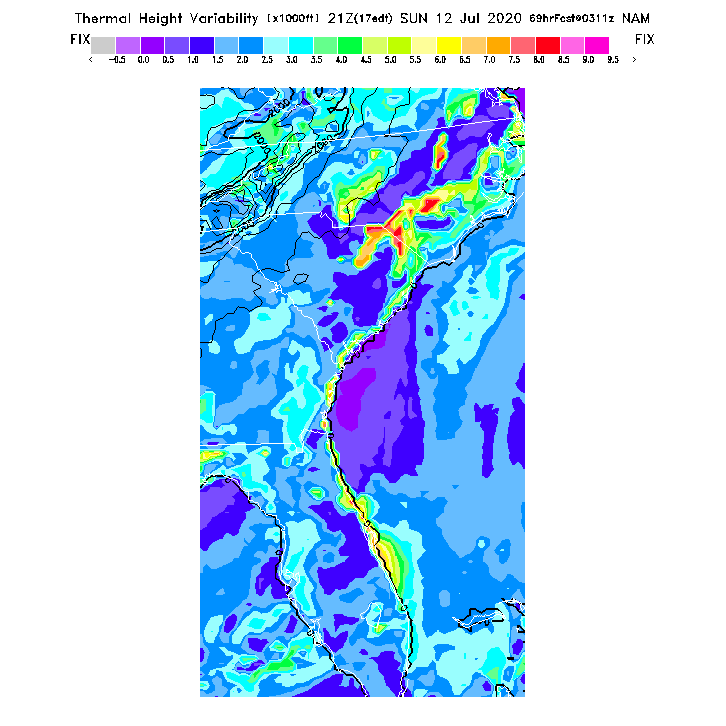 Thermal Height Variability [x1000ft] 21Z(17edt) SUN 12 Jul 2020 69hrFcst@0311z NAM
FIX FIX
< -0.5 0.0 0.5 1.0 1.5 2.0 2.5 3.0 3.5 4.0 4.5 5.0 5.5 6.0 6.5 7.0 7.5 8.0 8.5 9.0 9.5 >
2000